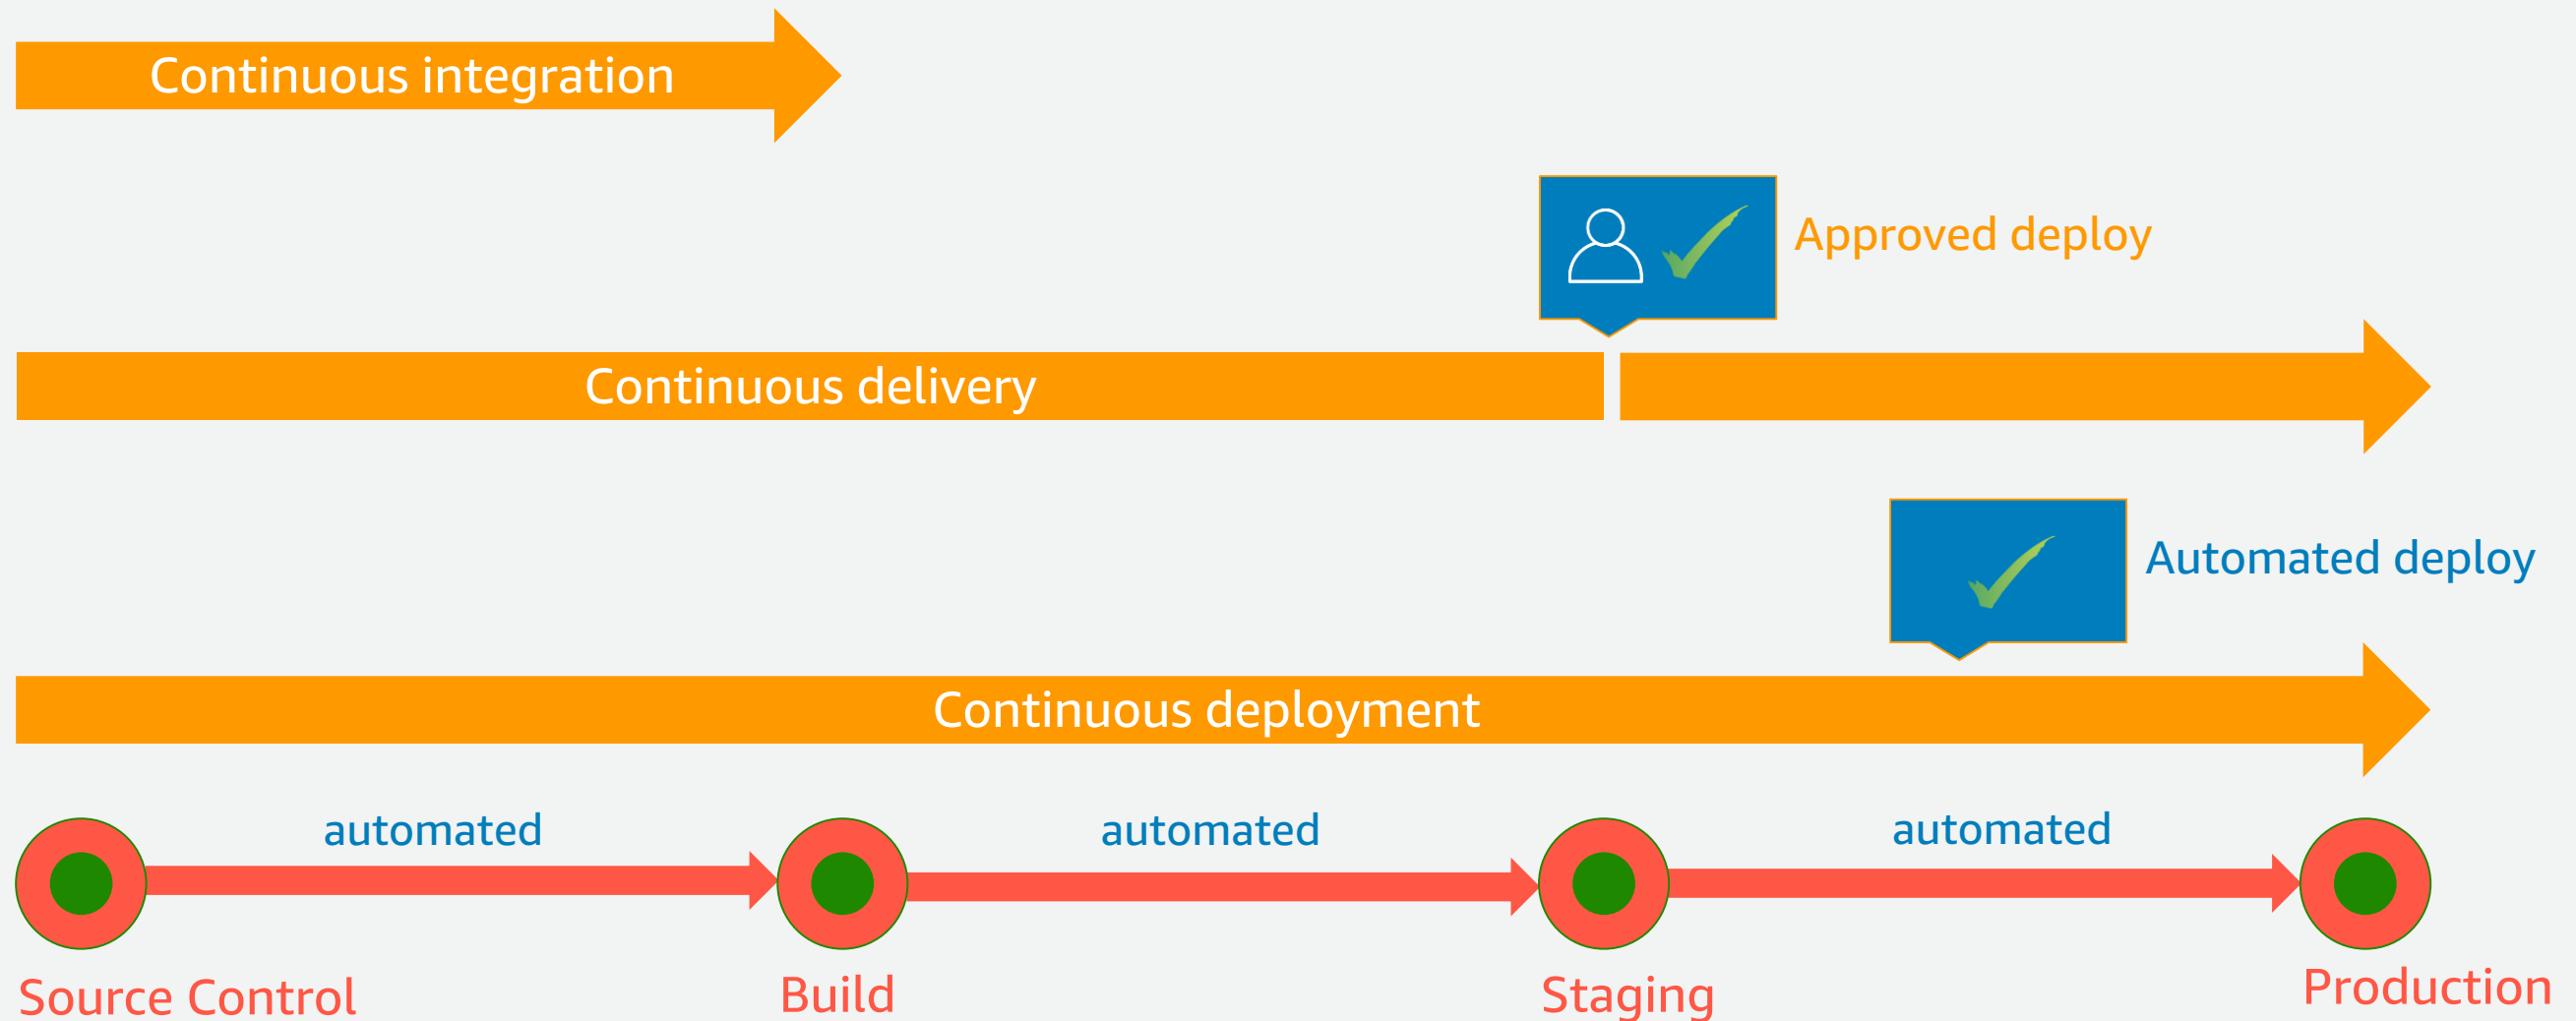 Continuous integration
Approved deploy
Continuous delivery
Automated deploy
Continuous deployment
automated
automated
automated
Source Control
Build
Staging
Production